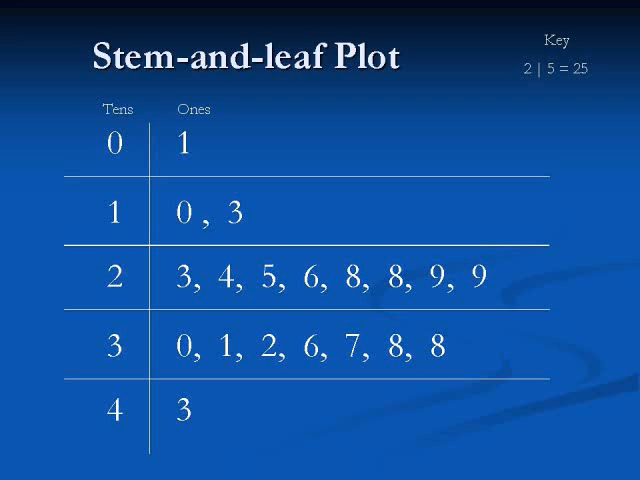 Stem-and-leaf Plot
Key
2 | 5 = 25
Tens Ones
0 1
1 0 , 3
2 3, 4, 5, 6, 8, 8, 9, 9
3 0, 1, 2, 6, 7, 8, 8
4 3